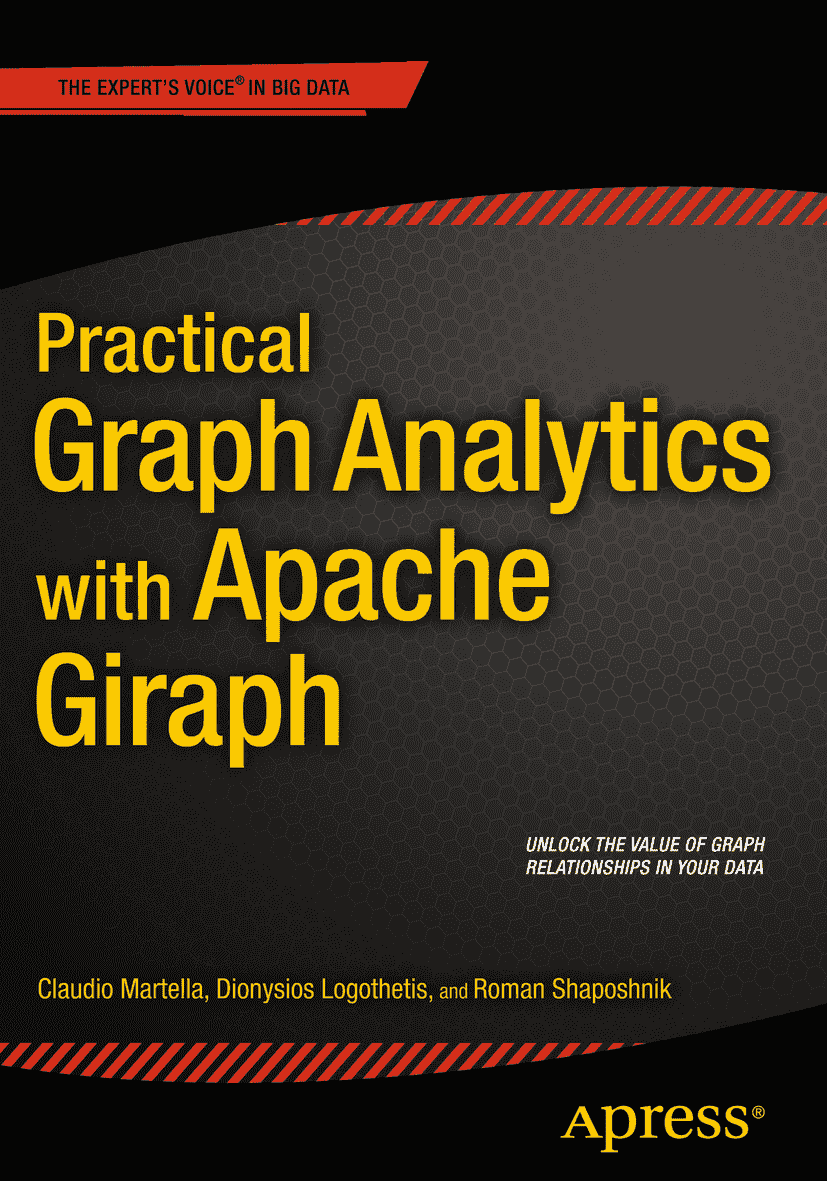 THE EXPERT'S VOICE® IN BIG DATA
Practical
Graph Analytics
with Apache
Giraph
UNLOCK THE VALUE OF GRAPH
RELATIONSHIPS IN YOUR DATA
Claudio Martella, Dionysios Logothetis, and Roman Shaposhnik
Apress®